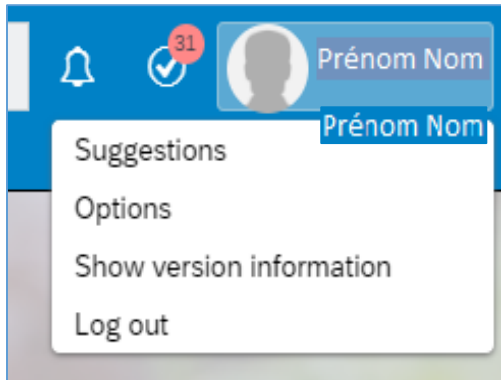 31
Prénom Nom
Prénom Nom
Suggestions
Options
Show version information
Log out